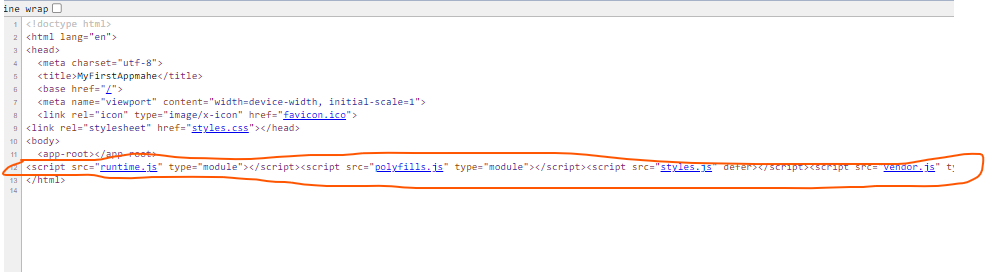 ine wrap
1 <!doctype html>
2 <html lang="en">
3 <head>
4 <meta charset="utf-8">
5 <title>MyFirstAppmahe</title>
6 <base href="/">
7 <meta name="viewport" content="width=device-width, initial-scale=1">
8 <link rel="icon" type="image/x-icon" href="favicon.ico">
9 <link rel="stylesheet" href="styles.css"></head>
10 <body>
11 <app-root></app-root>
12 <script src="runtime.js" type="module"></script><script src="polyfills.js" type="module"></script><script src="styles.js" defer></script><script src="vendor.js" ty
</html>
14